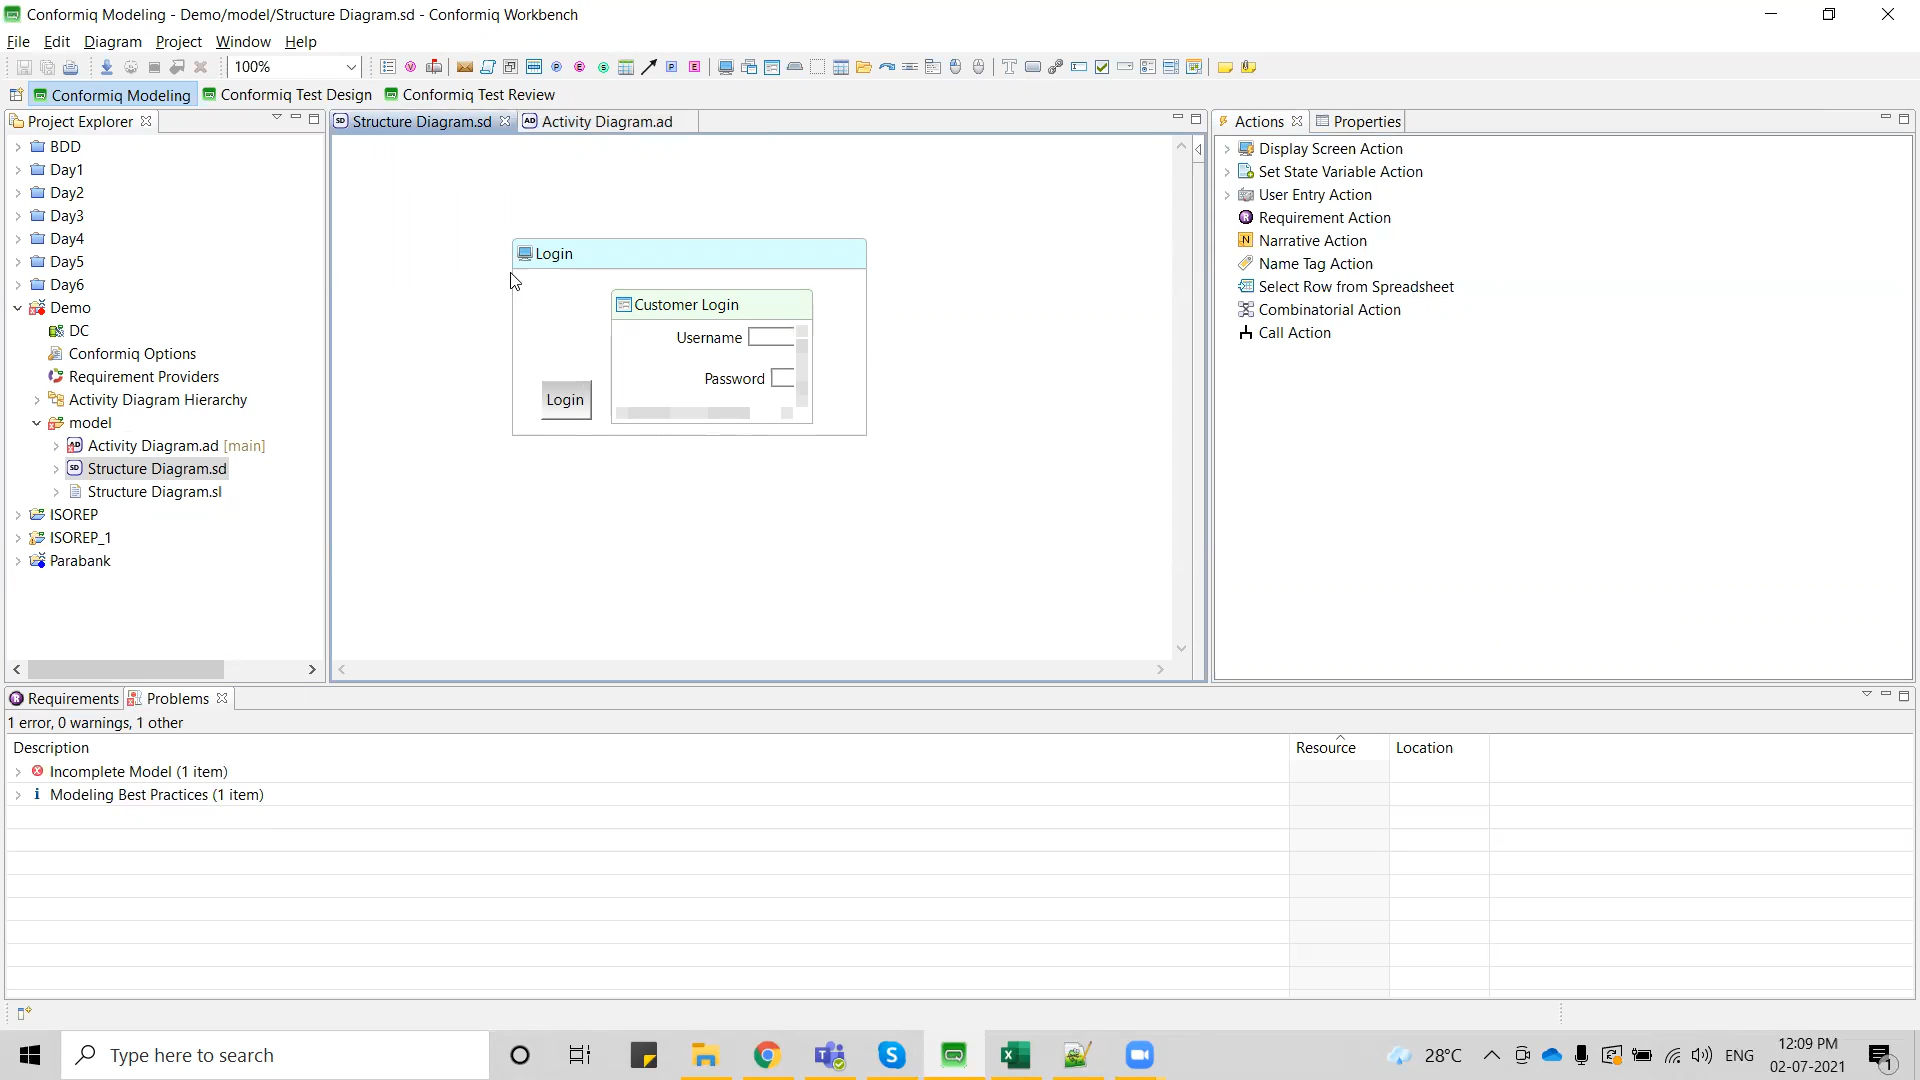 Conformiq Modeling - Demo/model/Structure Diagram.sd - Conformiq Workbench
File Edit Diagram Project Window Help
100%
Conformiq Modeling Conformiq Test Design Conformiq Test Review
Project Explorer
BDD
Day1
Day2
Day3
Day4
Day5
Day6
Demo
DC
Conformiq Options
Requirement Providers
Activity Diagram Hierarchy
model
Activity Diagram.ad [main]
Structure Diagram.sd
Structure Diagram.sl
ISOREP
ISOREP_1
Parabank
Structure Diagram.sd Activity Diagram.ad
Login
Customer Login
Username
Password
Login
Actions Properties
Display Screen Action
Set State Variable Action
User Entry Action
Requirement Action
Narrative Action
Name Tag Action
Select Row from Spreadsheet
Combinatorial Action
Call Action
Requirements Problems
1 error, 0 warnings, 1 other
Description Resource Location
Incomplete Model (1 item)
Modeling Best Practices (1 item)
Type here to search
28°C
ENG
12:09 PM
02-07-2021
1